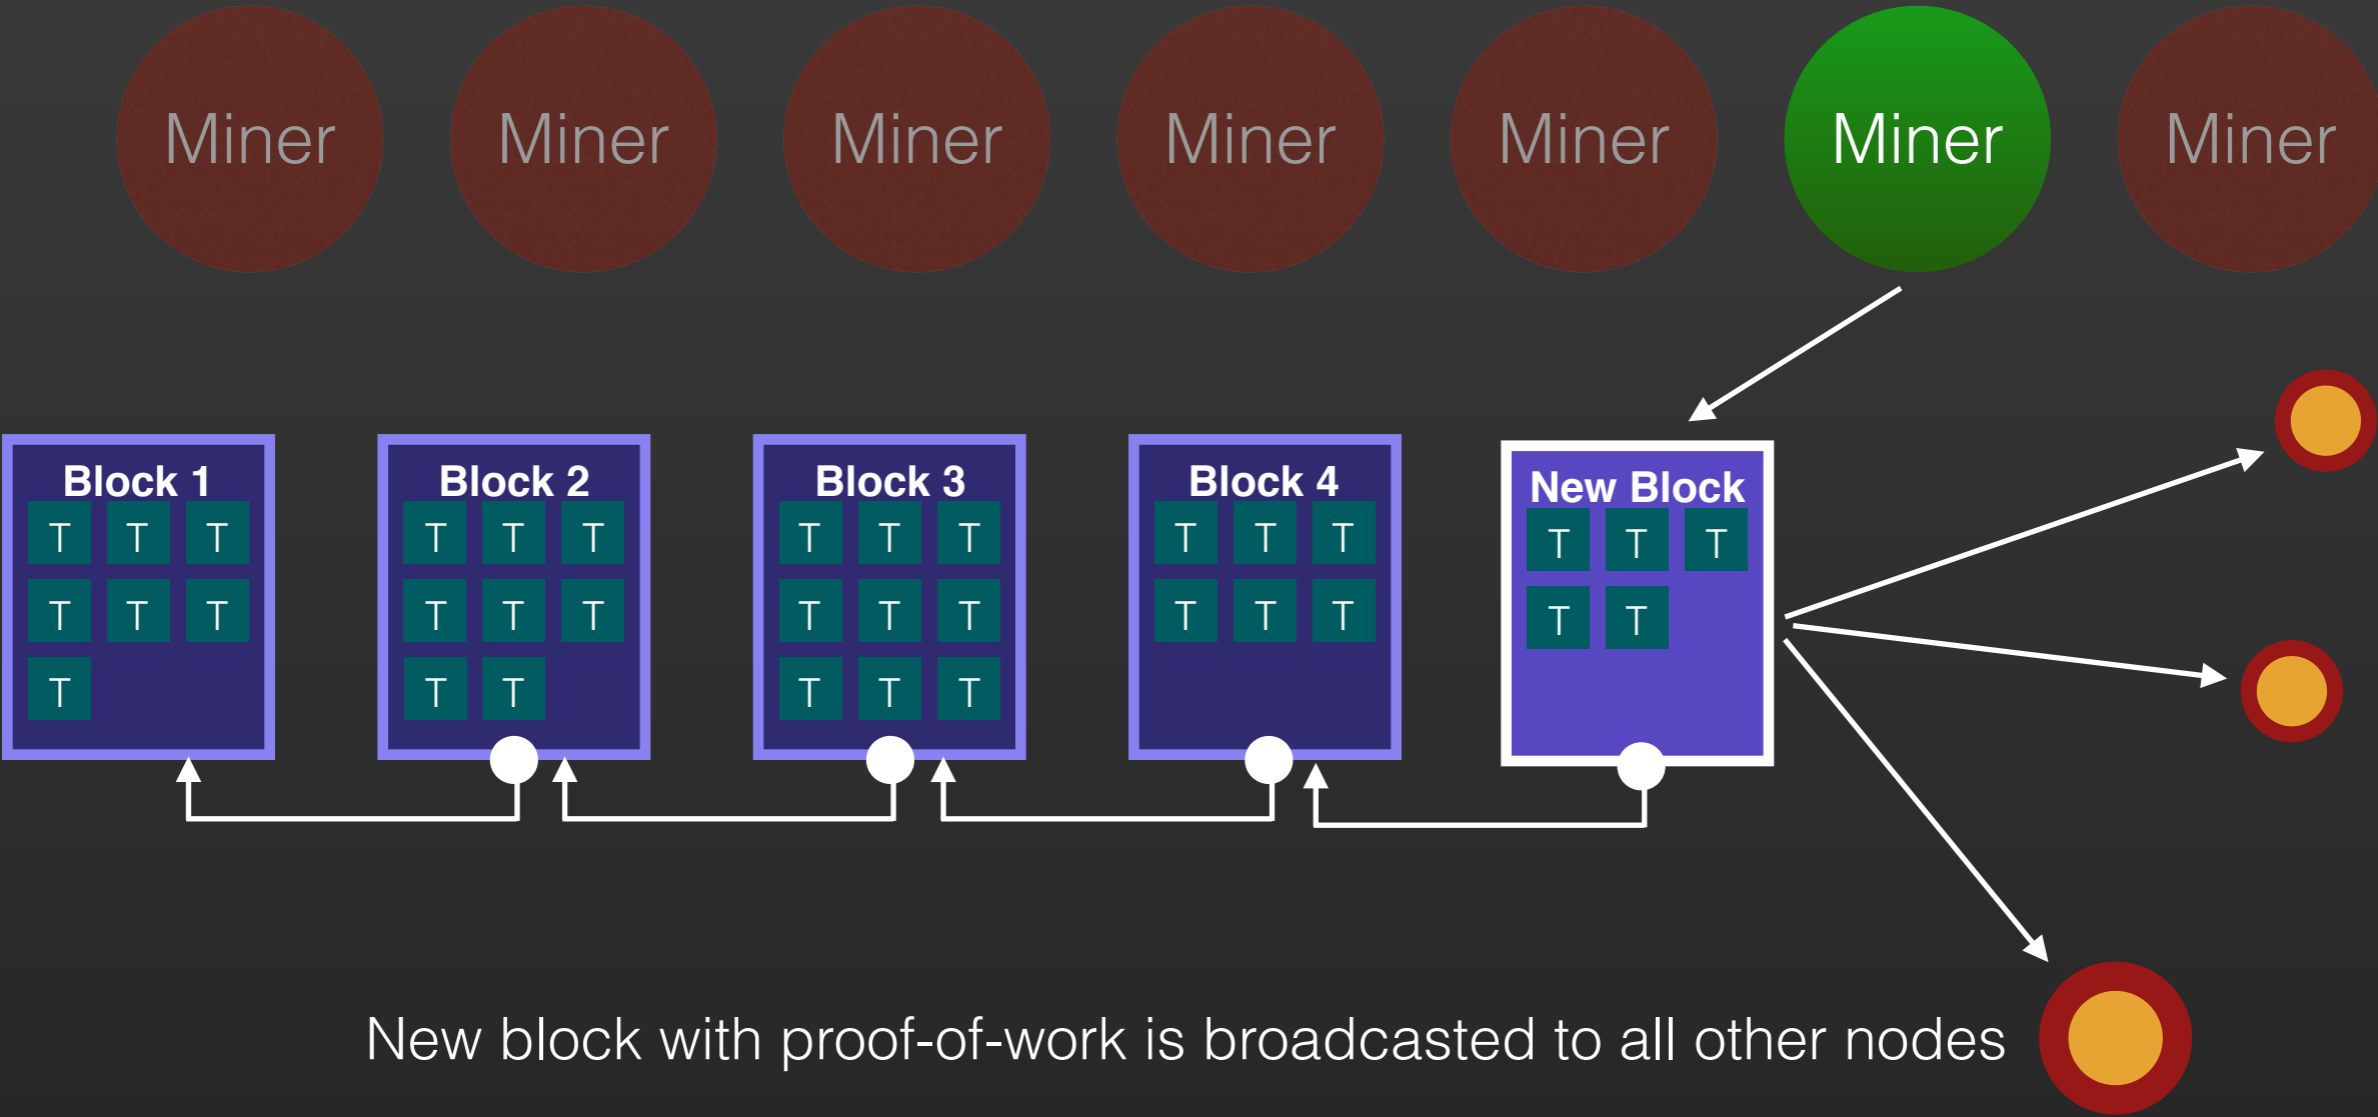 Miner Miner Miner Miner Miner Miner Miner
Block 1
T T T
T T T
T
Block 2
T T T
T T T
T T
Block 3
T T T
T T T
T T T
Block 4
T T T
T T T
New Block
T T T
T T
New block with proof-of-work is broadcasted to all other nodes